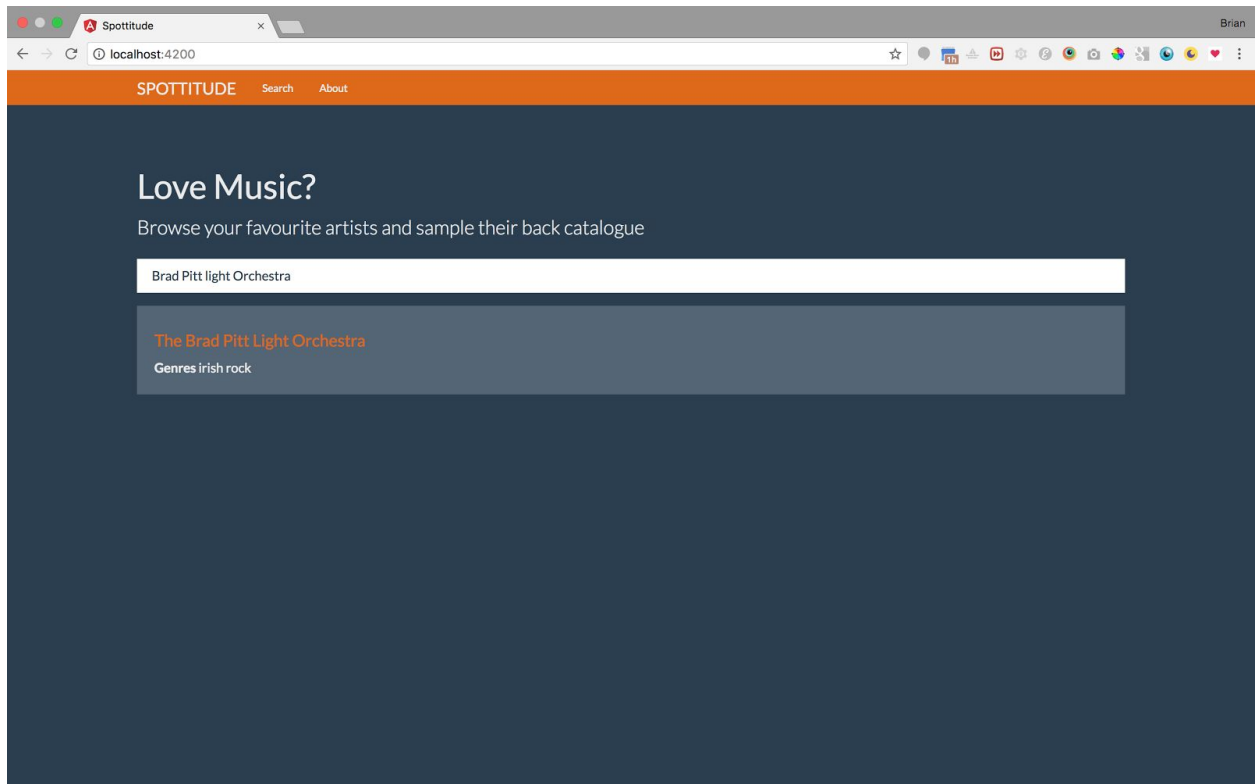 Spottitude
Brian
localhost:4200
1h
SPOTTITUDE Search About
Love Music?
Browse your favourite artists and sample their back catalogue
Brad Pitt light Orchestra
The Brad Pitt Light Orchestra
Genres irish rock